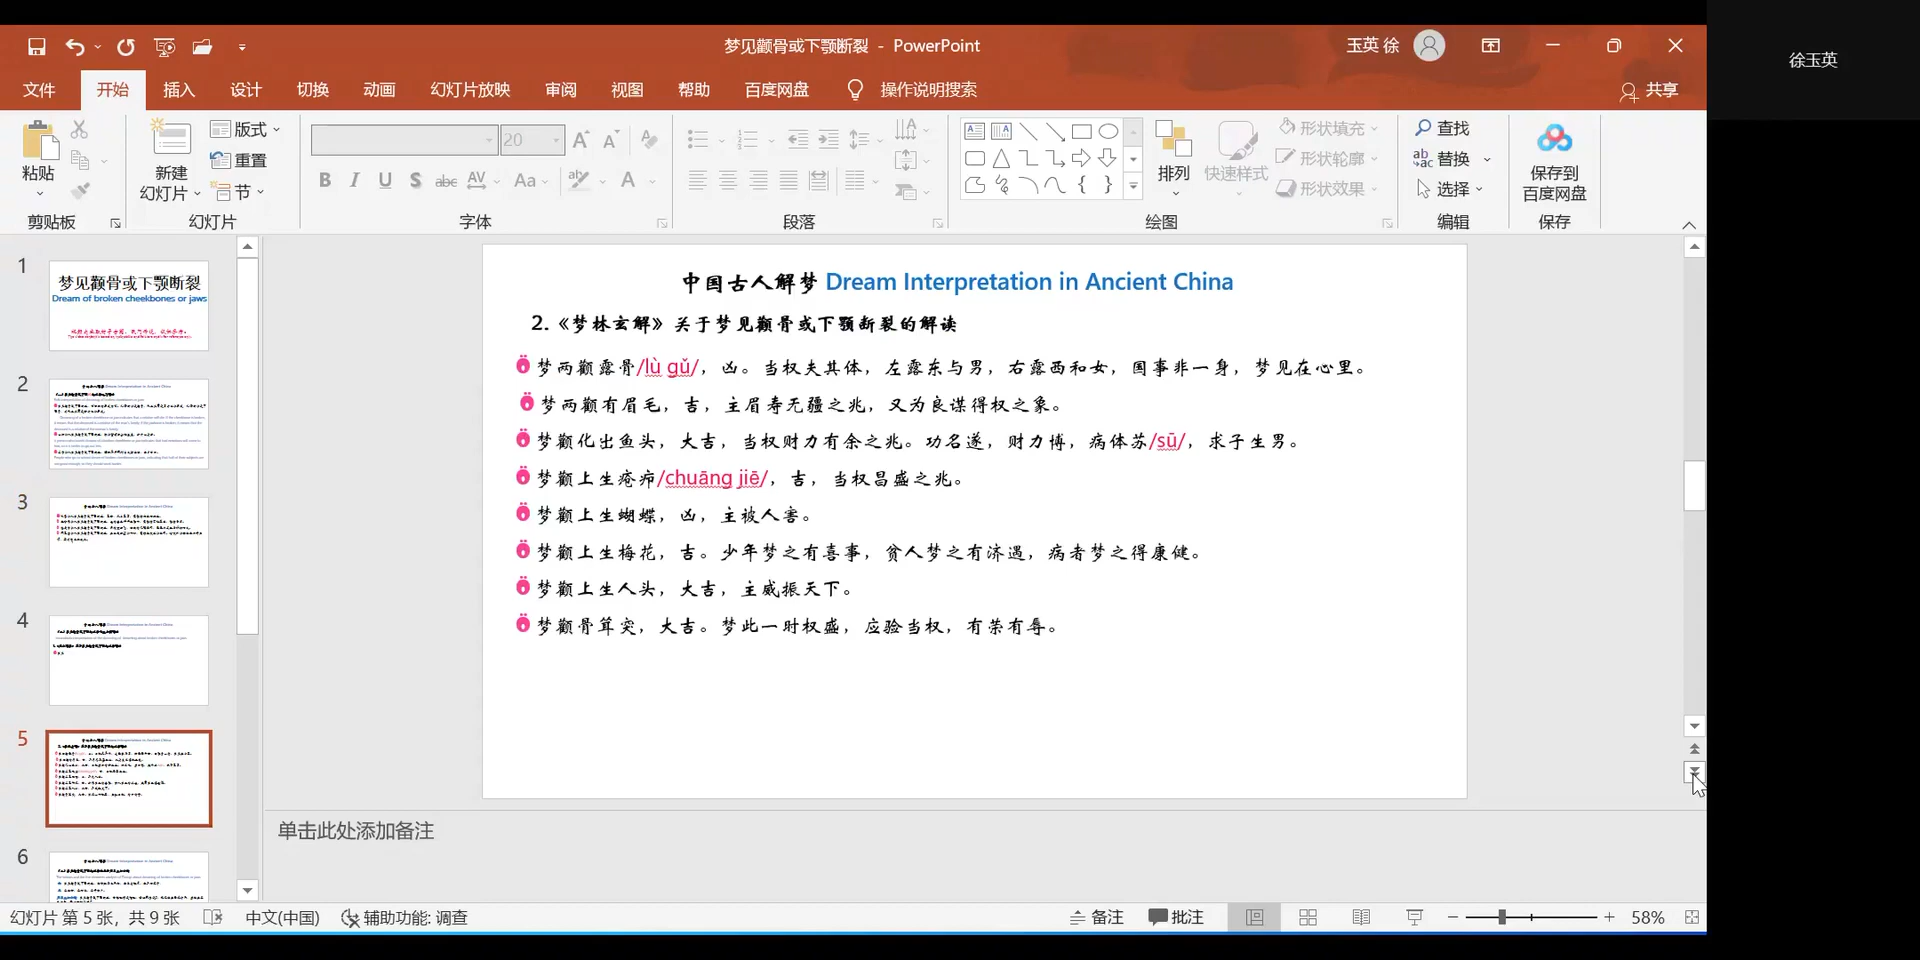 梦见颧骨或下颚断裂 - PowerPoint
玉英 徐
徐玉英
文件 开始 插入 设计 切换 动画 幻灯片放映 审阅 视图 帮助 百度网盘 操作说明搜索 共享
粘贴
剪贴板
新建
幻灯片
版式
重置
节
幻灯片
20
字体
段落
排列
快速样式
形状填充
形状轮廓
形状效果
绘图
查找
替换
选择
编辑
保存到
百度网盘
保存
1
梦见颧骨或下颚断裂
Dream of broken cheekbones or jaws
2
3
4
5
6
中国古人解梦 Dream Interpretation in Ancient China
2.《梦林玄解》关于梦见颧骨或下颚断裂的解读
梦两颧露骨/lù gǔ/，凶。当权夫其体，左露东与男，右露西和女，国事非一身，梦见在心里。
梦两颧有眉毛，吉，主眉寿无疆之兆，又为良谋得权之象。
梦颧化出鱼头，大吉，当权财力有余之兆。功名遂，财力博，病体苏/sū/，求子生男。
梦颧上生疮疖/chuāng jiē/，吉，当权昌盛之兆。
梦颧上生蝴蝶，凶，主被人害。
梦颧上生梅花，吉。少年梦之有喜事，贫人梦之有济遇，病者梦之得康健。
梦颧上生人头，大吉，主威振天下。
梦颧骨耸突，大吉。梦此一时权盛，应验当权，有荣有辱。
单击此处添加备注
幻灯片 第 5 张，共 9 张 中文(中国) 辅助功能: 调查 备注 批注 58%